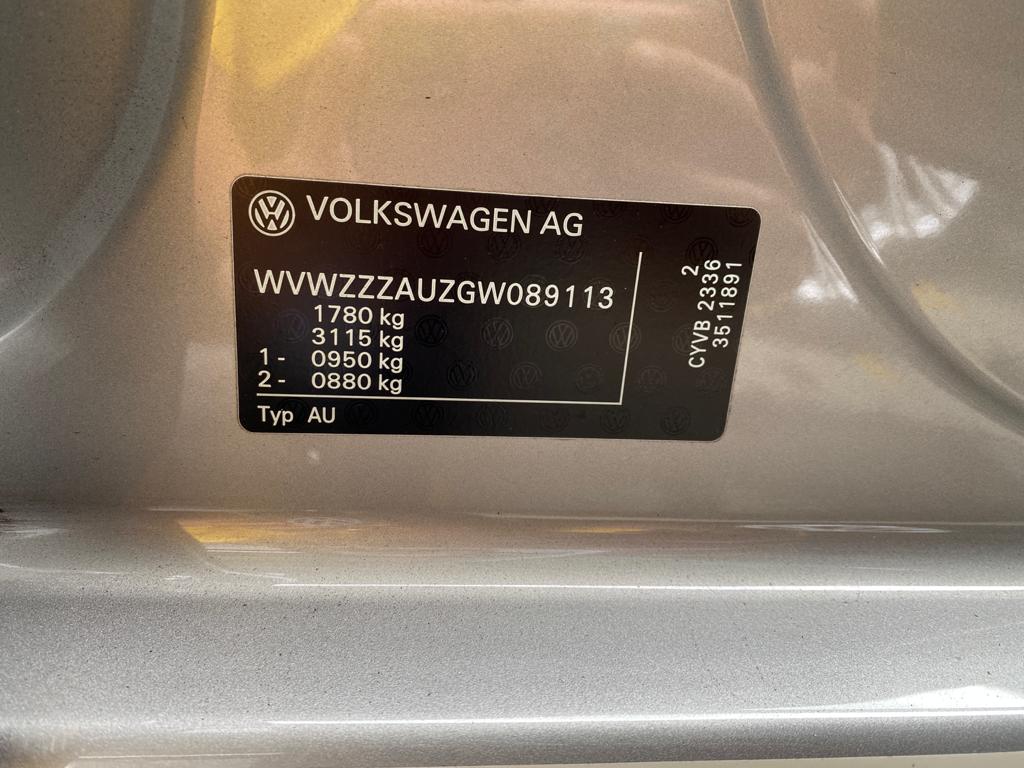 VOLKSWAGEN AG
WVWZZZAUZGW089113
1780 kg
3115 kg
1- 0950 kg
2- 0880 kg
Typ AU
2
CYVB 2336
3511891